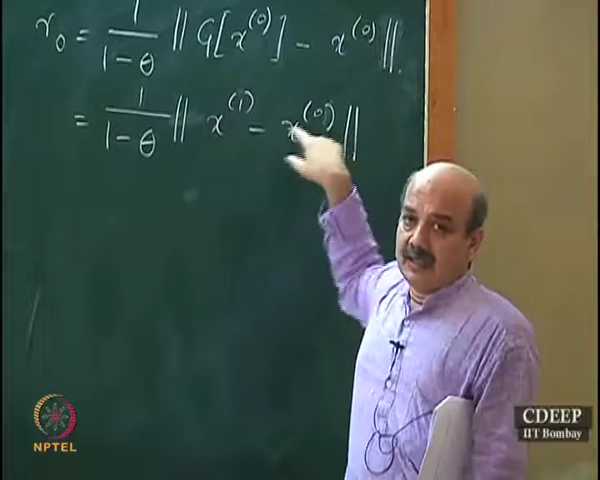 r₀ = 1/(1-θ) ‖ G[x⁽⁰⁾] - x⁽⁰⁾ ‖
= 1/(1-θ) ‖ x⁽¹⁾ - x⁽⁰⁾ ‖
NPTEL
CDEEP
IIT Bombay